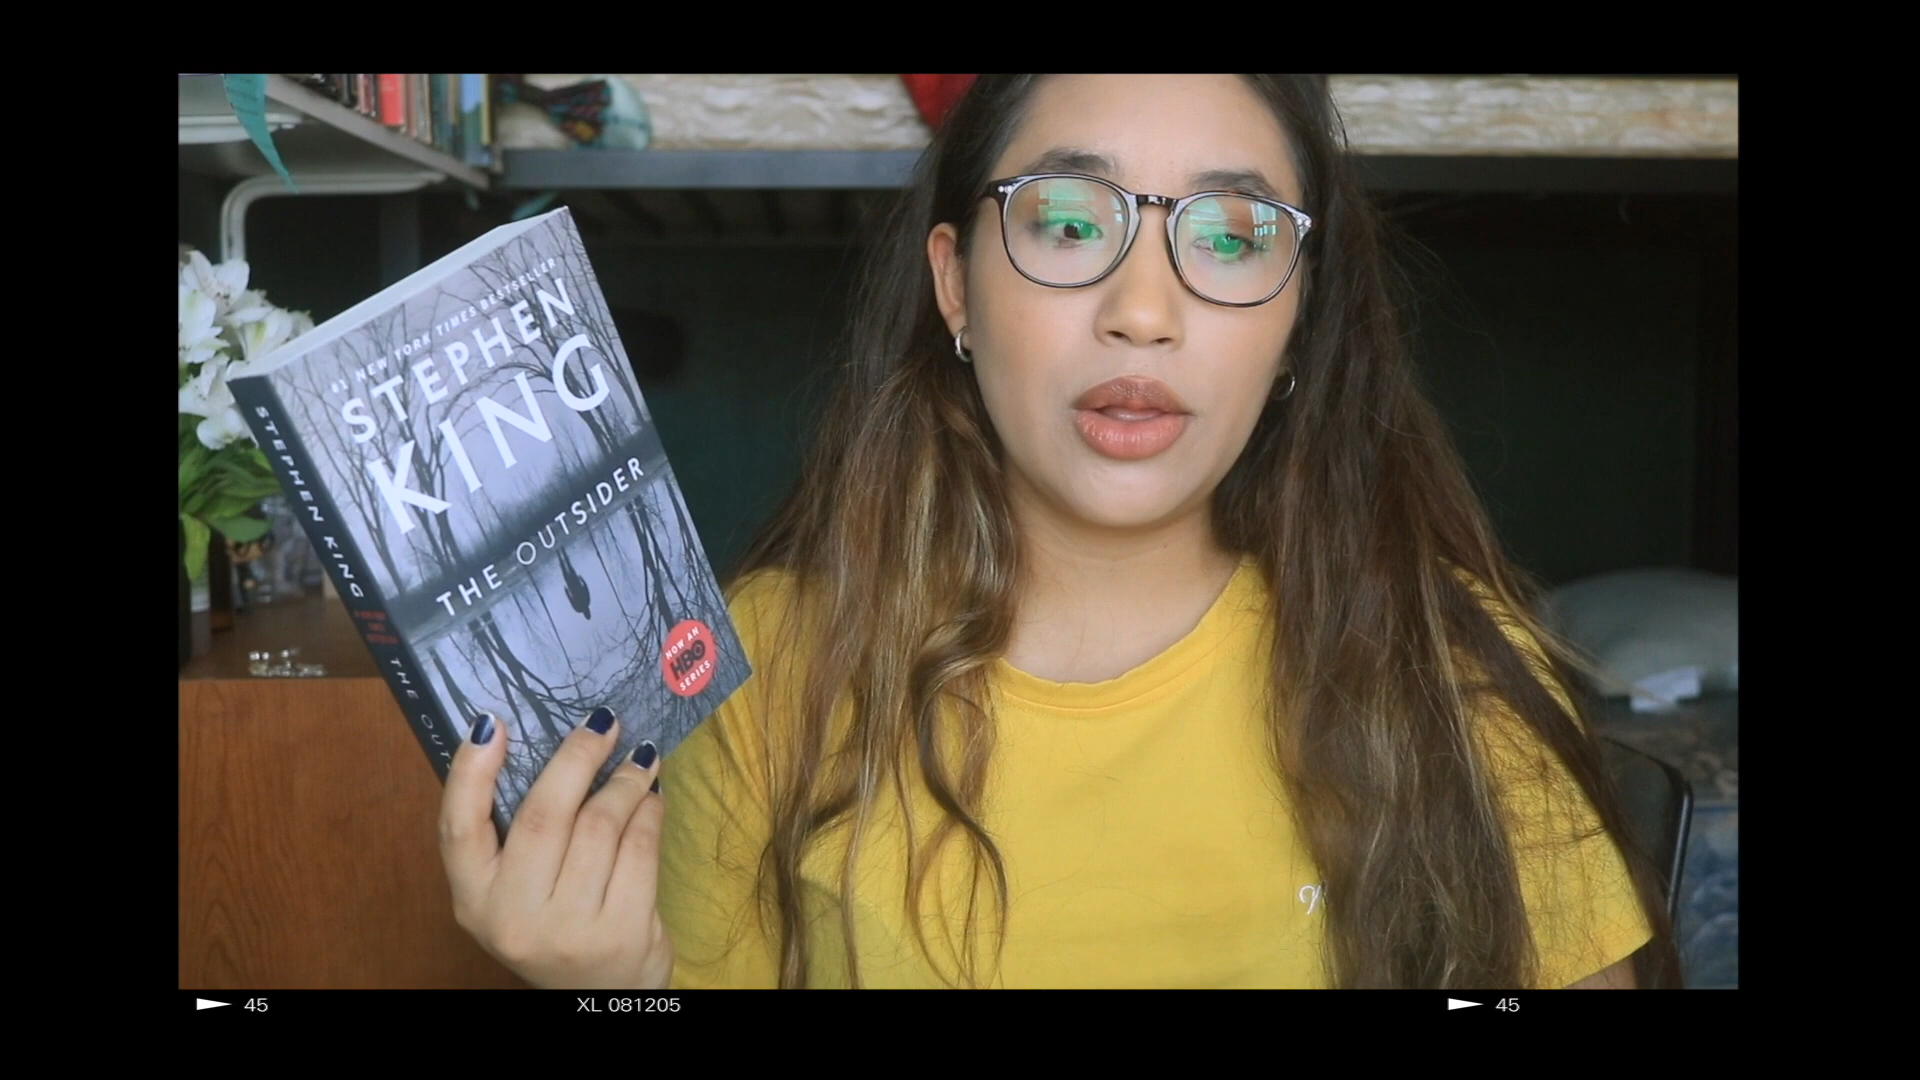 #1 NEW YORK TIMES BESTSELLER
STEPHEN
KING
THE OUTSIDER
NOW AN
HBO
SERIES
STEPHEN KING
THE OUT
45
XL 081205
45